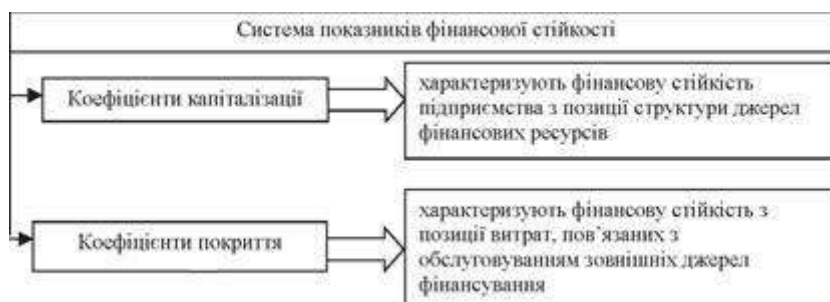 Система показників фінансової стійкості
Коефіцієнти капіталізації
характеризують фінансову стійкість
підприємства з позиції структури джерел
фінансових ресурсів
Коефіцієнти покриття
характеризують фінансову стійкість з
позиції витрат, пов’язаних з
обслуговуванням зовнішніх джерел
фінансування